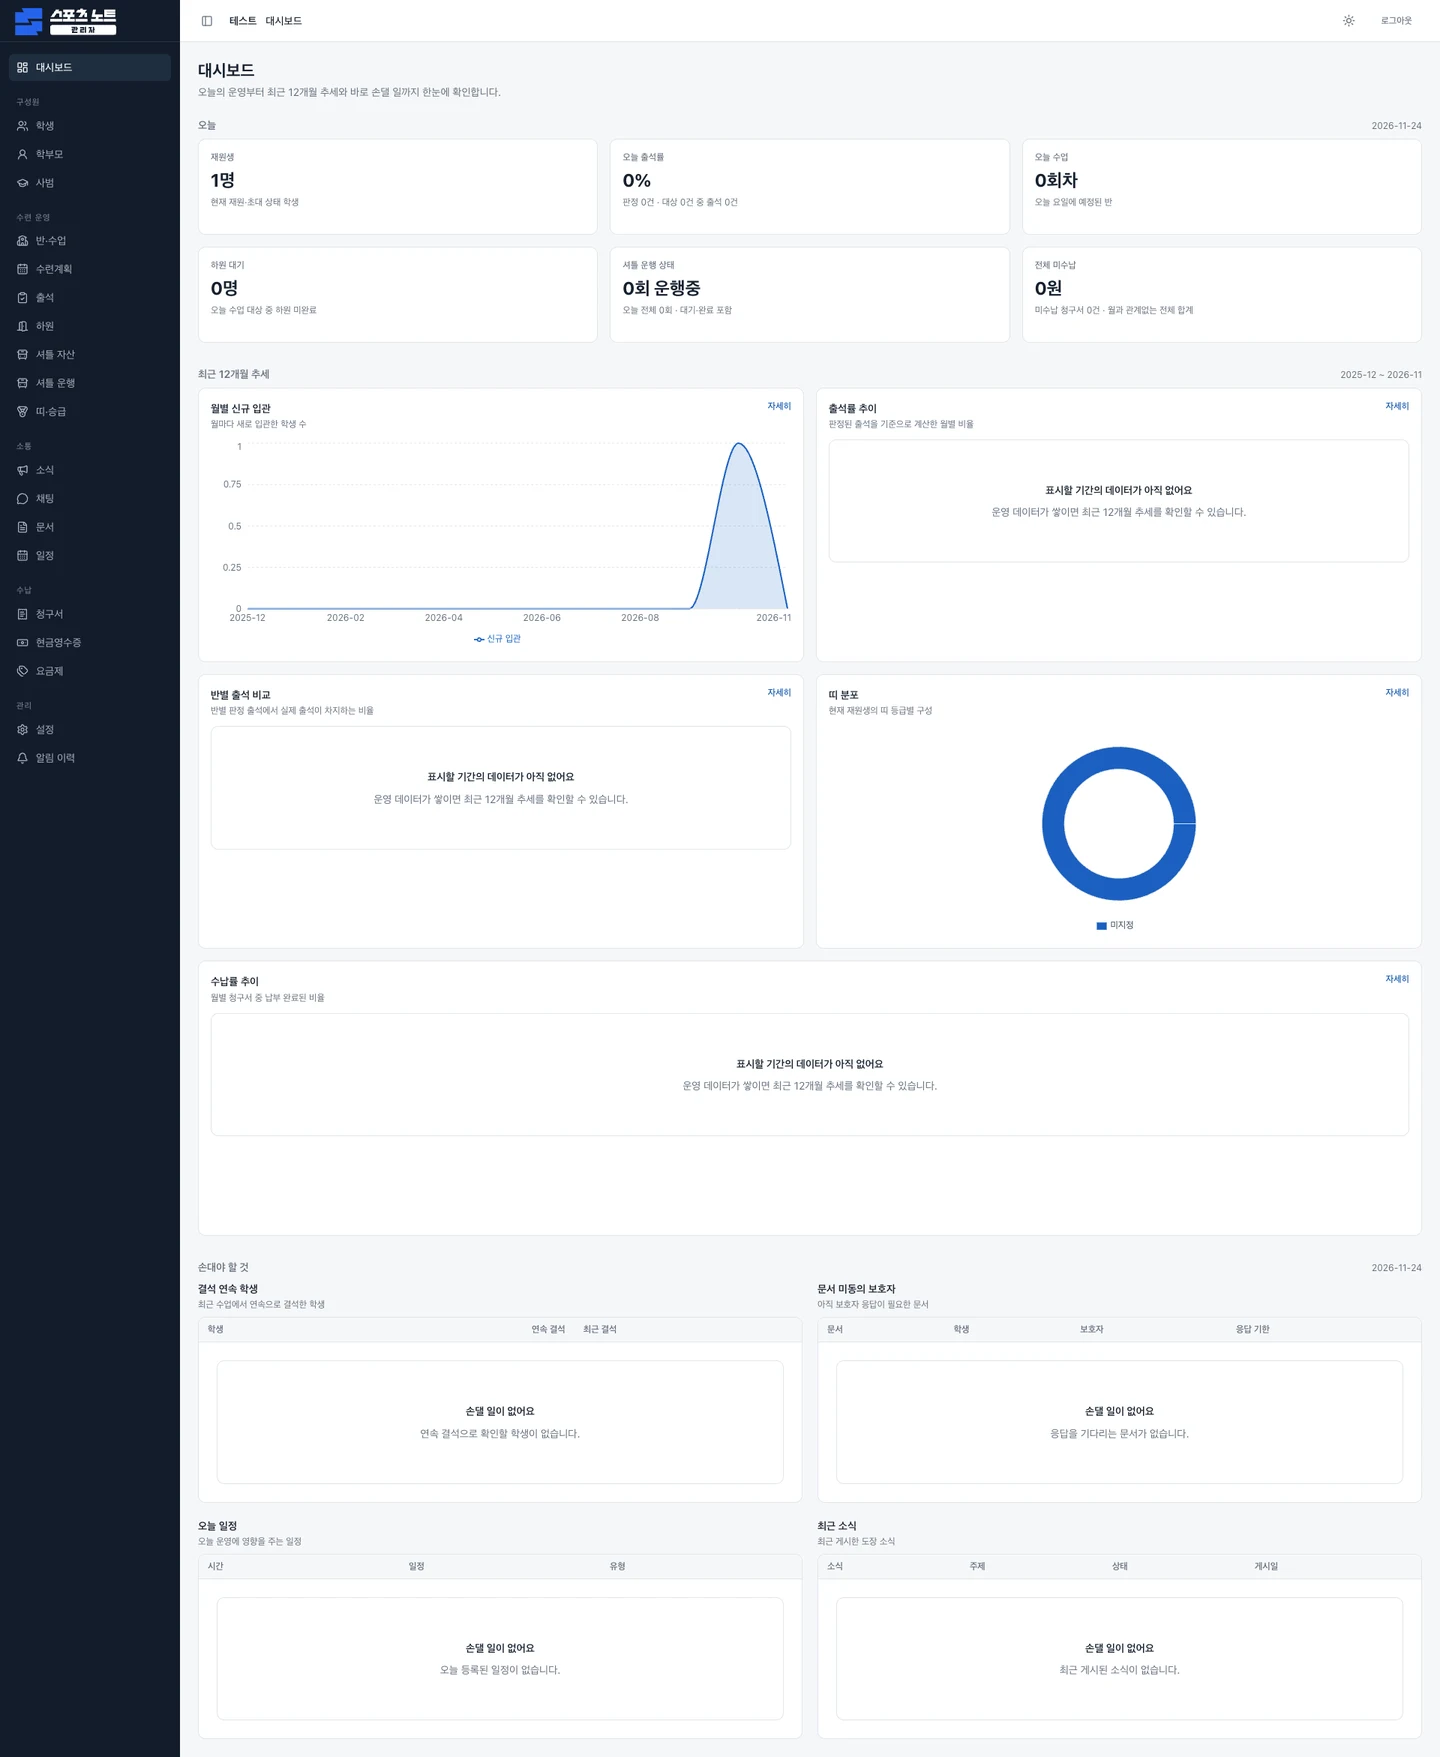 스포츠 노트
관리자
대시보드
구성원
학생
학부모
사범
수련 운영
반·수업
수련계획
출석
하원
셔틀 자산
셔틀 운행
띠·승급
소통
소식
채팅
문서
일정
수납
청구서
현금영수증
요금제
관리
설정
알림 이력
테스트 대시보드
로그아웃
대시보드
오늘의 운영부터 최근 12개월 추세와 바로 손댈 일까지 한눈에 확인합니다.
오늘
2026-11-24
재원생
1명
현재 재원·초대 상태 학생
오늘 출석률
0%
판정 0건 · 대상 0건 중 출석 0건
오늘 수업
0회차
오늘 요일에 예정된 반
하원 대기
0명
오늘 수업 대상 중 하원 미완료
셔틀 운행 상태
0회 운행중
오늘 전체 0회 · 대기·완료 포함
전체 미수납
0원
미수납 청구서 0건 · 월과 관계없는 전체 합계
최근 12개월 추세
2025-12 ~ 2026-11
월별 신규 입관
자세히
월마다 새로 입관한 학생 수
1
0.75
0.5
0.25
0
2025-12
2026-02
2026-04
2026-06
2026-08
2026-11
신규 입관
출석률 추이
자세히
판정된 출석을 기준으로 계산한 월별 비율
표시할 기간의 데이터가 아직 없어요
운영 데이터가 쌓이면 최근 12개월 추세를 확인할 수 있습니다.
반별 출석 비교
자세히
반별 판정 출석에서 실제 출석이 차지하는 비율
표시할 기간의 데이터가 아직 없어요
운영 데이터가 쌓이면 최근 12개월 추세를 확인할 수 있습니다.
띠 분포
자세히
현재 재원생의 띠 등급별 구성
미지정
수납률 추이
자세히
월별 청구서 중 납부 완료된 비율
표시할 기간의 데이터가 아직 없어요
운영 데이터가 쌓이면 최근 12개월 추세를 확인할 수 있습니다.
손대야 할 것
2026-11-24
결석 연속 학생
최근 수업에서 연속으로 결석한 학생
학생
연속 결석
최근 결석
손댈 일이 없어요
연속 결석으로 확인할 학생이 없습니다.
문서 미동의 보호자
아직 보호자 응답이 필요한 문서
문서
학생
보호자
응답 기한
손댈 일이 없어요
응답을 기다리는 문서가 없습니다.
오늘 일정
오늘 운영에 영향을 주는 일정
시간
일정
유형
손댈 일이 없어요
오늘 등록된 일정이 없습니다.
최근 소식
최근 게시한 도장 소식
소식
주제
상태
게시일
손댈 일이 없어요
최근 게시된 소식이 없습니다.